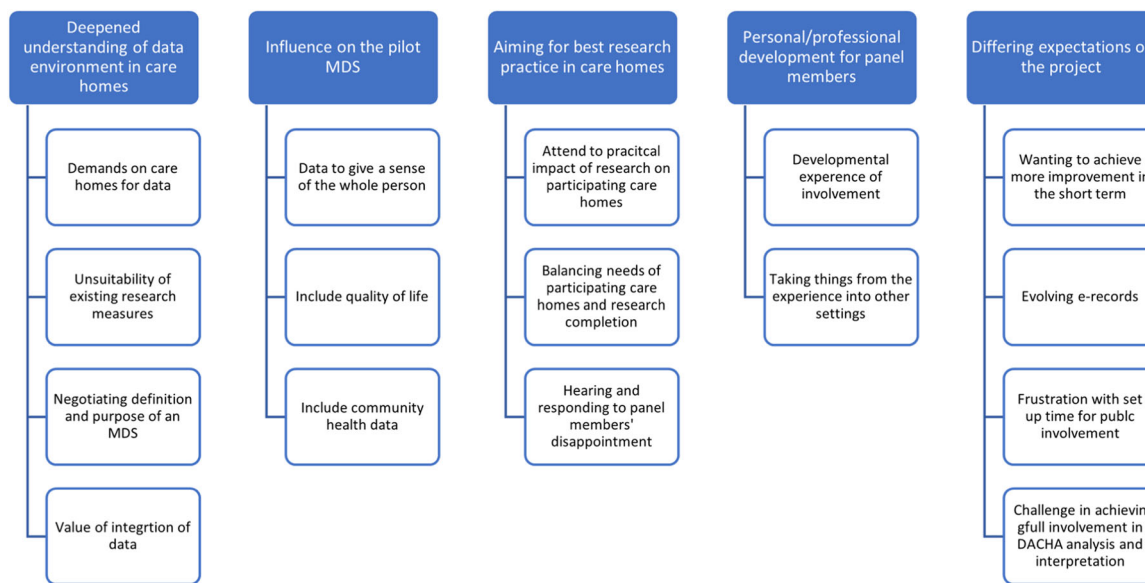 Deepened
understanding of data
environment in care
homes
Demands on care
homes for data
Unsuitability of
existing research
measures
Negotiating definition
and purpose of an
MDS
Value of integrtion of
data
Influence on the pilot
MDS
Data to give a sense
of the whole person
Include quality of life
Include community
health data
Aiming for best research
practice in care homes
Attend to pracitcal
impact of research on
participating care
homes
Balancing needs of
participating care
homes and research
completion
Hearing and
responding to panel
members'
disappointment
Personal/professional
development for panel
members
Developmental
experence of
involvement
Taking things from the
experience into other
settings
Differing expectations o
the project
Wanting to achieve
more improvement i
the short term
Evolving e-records
Frustration with set
up time for publc
involvement
Challenge in achievin
gfull involvement in
DACHA analysis and
interpretation